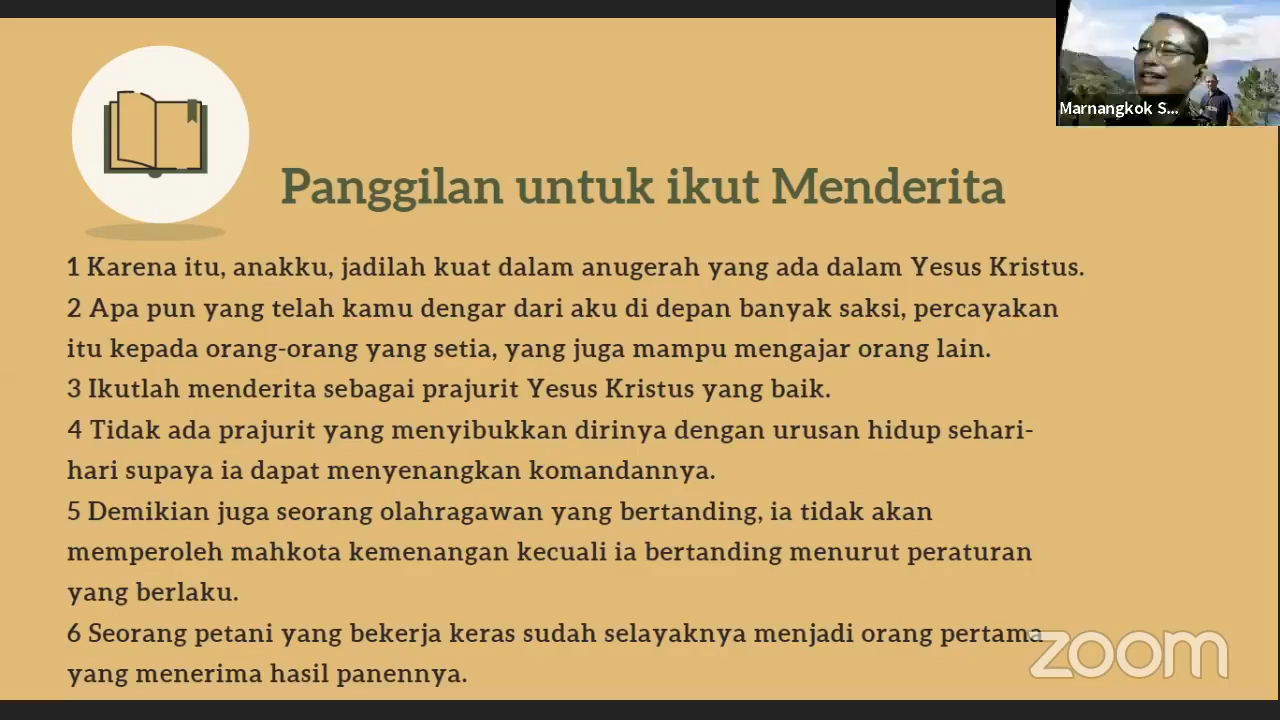 Marnangkok S...
Panggilan untuk ikut Menderita
1 Karena itu, anakku, jadilah kuat dalam anugerah yang ada dalam Yesus Kristus.
2 Apa pun yang telah kamu dengar dari aku di depan banyak saksi, percayakan
itu kepada orang-orang yang setia, yang juga mampu mengajar orang lain.
3 Ikutlah menderita sebagai prajurit Yesus Kristus yang baik.
4 Tidak ada prajurit yang menyibukkan dirinya dengan urusan hidup sehari-
hari supaya ia dapat menyenangkan komandannya.
5 Demikian juga seorang olahragawan yang bertanding, ia tidak akan
memperoleh mahkota kemenangan kecuali ia bertanding menurut peraturan
yang berlaku.
6 Seorang petani yang bekerja keras sudah selayaknya menjadi orang pertama
yang menerima hasil panennya.
zoom